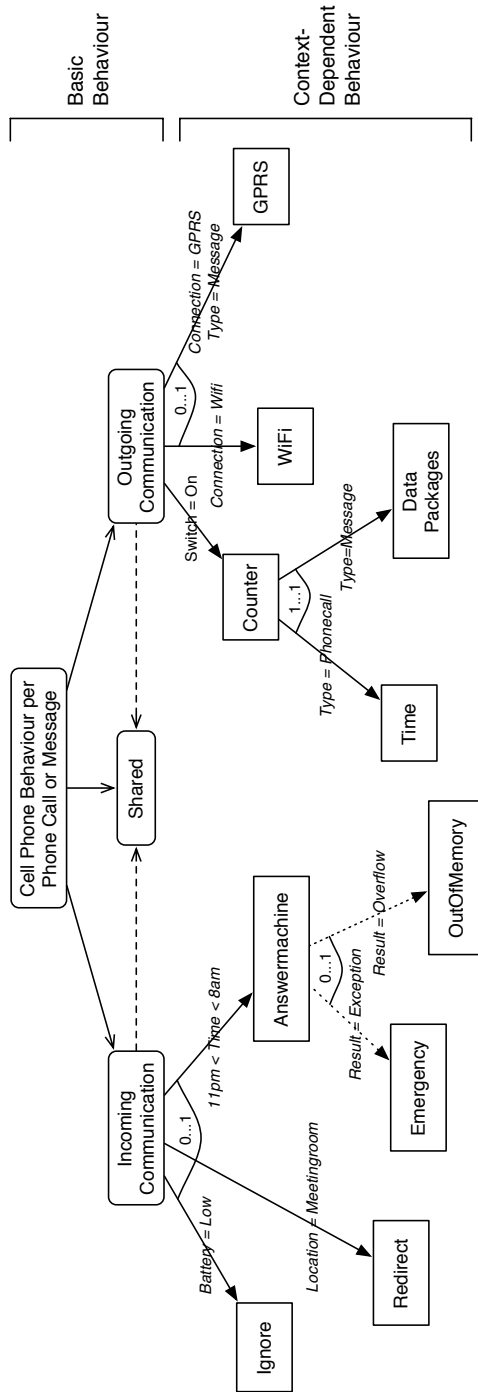 Cell Phone Behaviour per
Phone Call or Message
Basic
Behaviour
Incoming
Communication
Shared
Outgoing
Communication
Context-
Dependent
Behaviour
Battery = Low
0...1
11pm < Time < 8am
Location = Meetingroom
Switch = On
Connection = Wifi
0...1
Connection = GPRS
Type = Message
Ignore
Redirect
Answermachine
Counter
WiFi
GPRS
Result = Exception
0...1
Result = Overflow
Type = Phonecall
1...1
Type=Message
Emergency
OutOfMemory
Time
Data
Packages